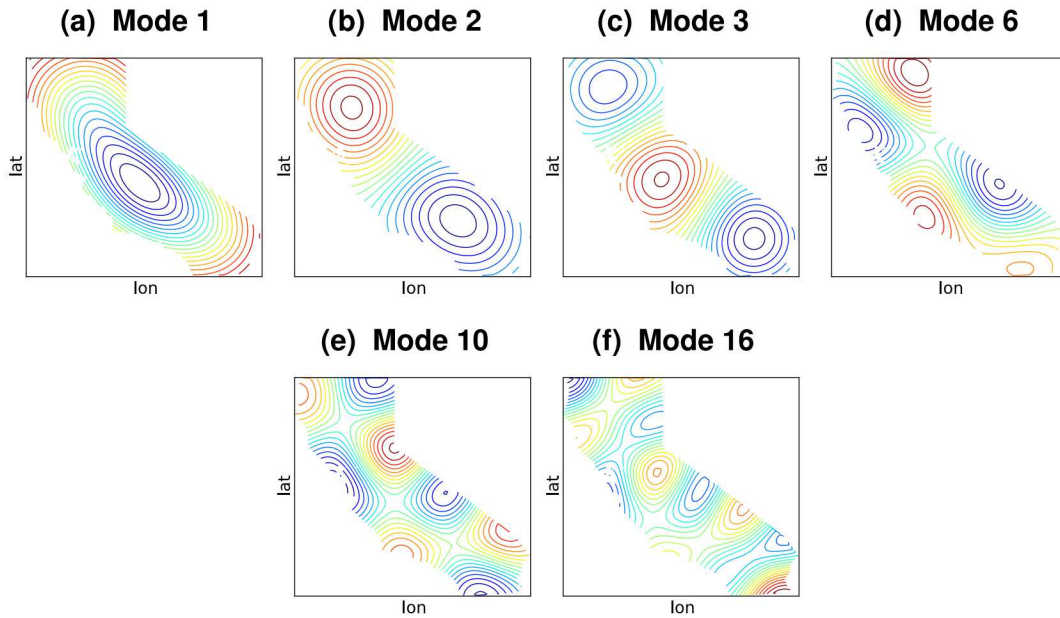 (a) Mode 1
(b) Mode 2
(c) Mode 3
(d) Mode 6
lat
lon
lat
lon
lat
lon
lat
lon
(e) Mode 10
(f) Mode 16
lat
lon
lat
lon